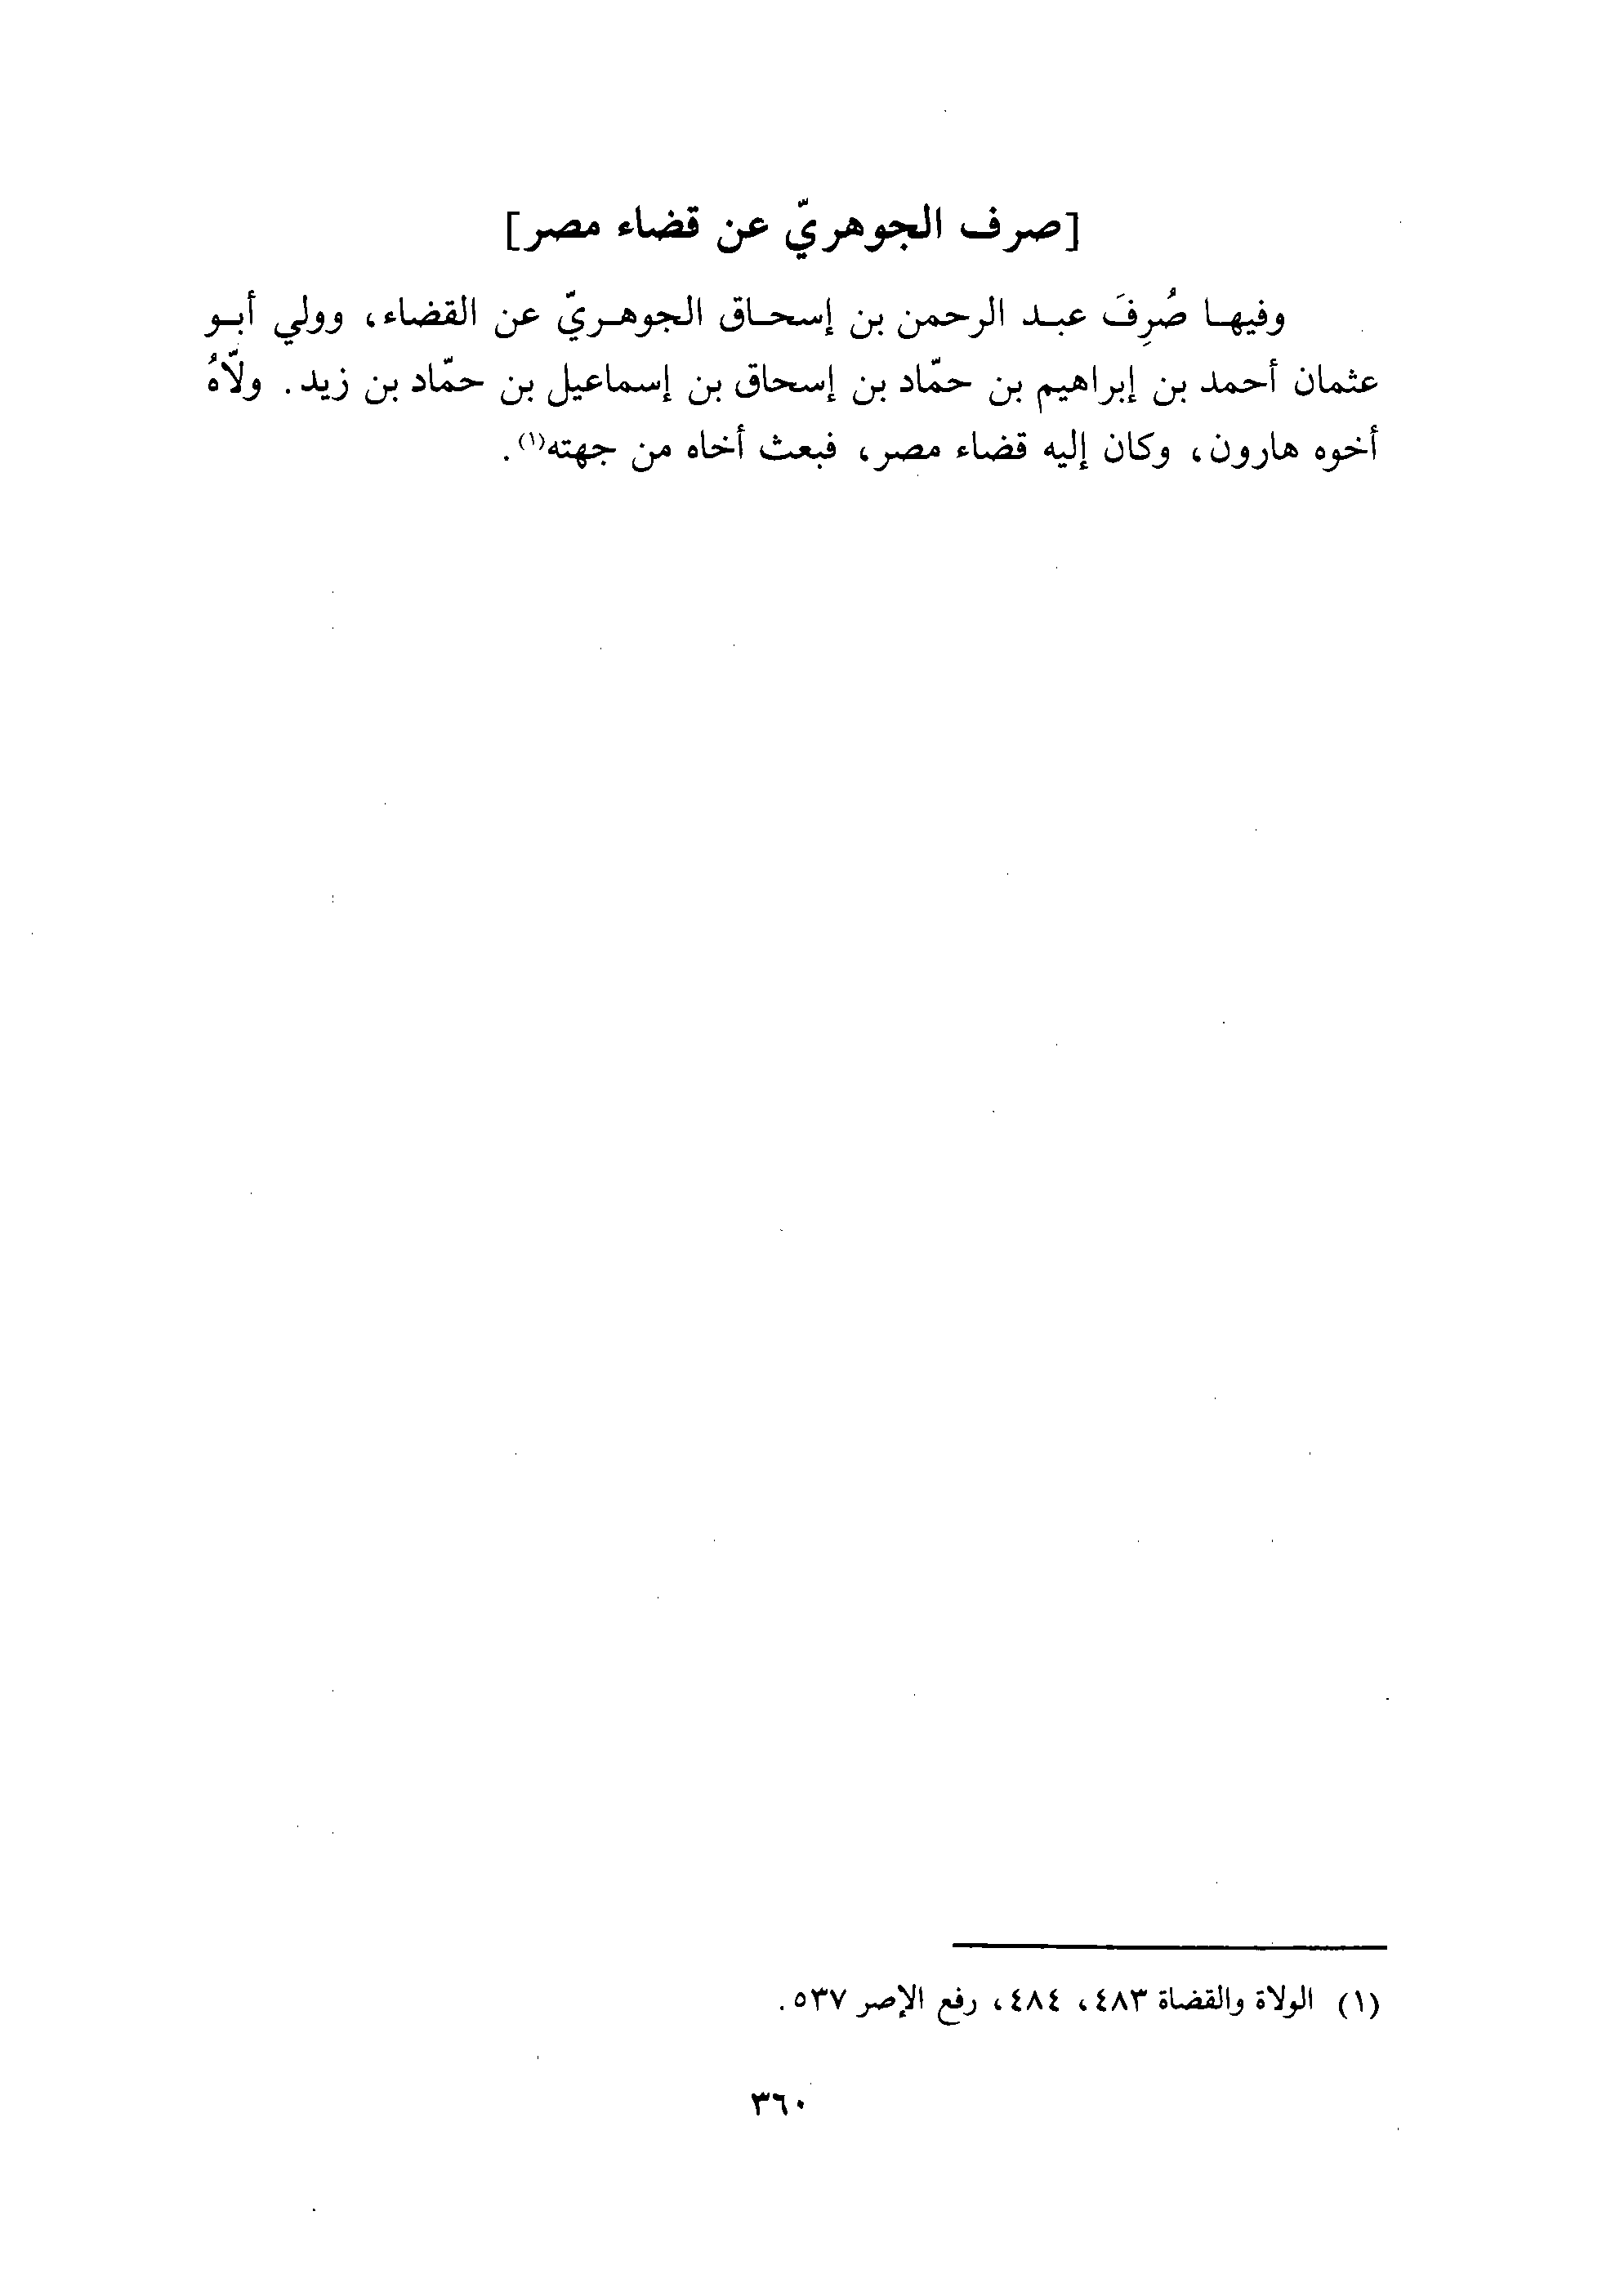 [صرف الجوهريّ عن قضاء مصر]
وفيها صُرِفَ عبد الرحمن بن إسحاق الجوهريّ عن القضاء، وولي أبو
عثمان أحمد بن إبراهيم بن حمّاد بن إسحاق بن إسماعيل بن حمّاد بن زيد. ولّاهُ
أخوه هارون، وكان إليه قضاء مصر، فبعث أخاه من جهته(١).
(١) الولاة والقضاة ٤٨٣، ٤٨٤، رفع الإصر ٥٣٧.
٣٦٠